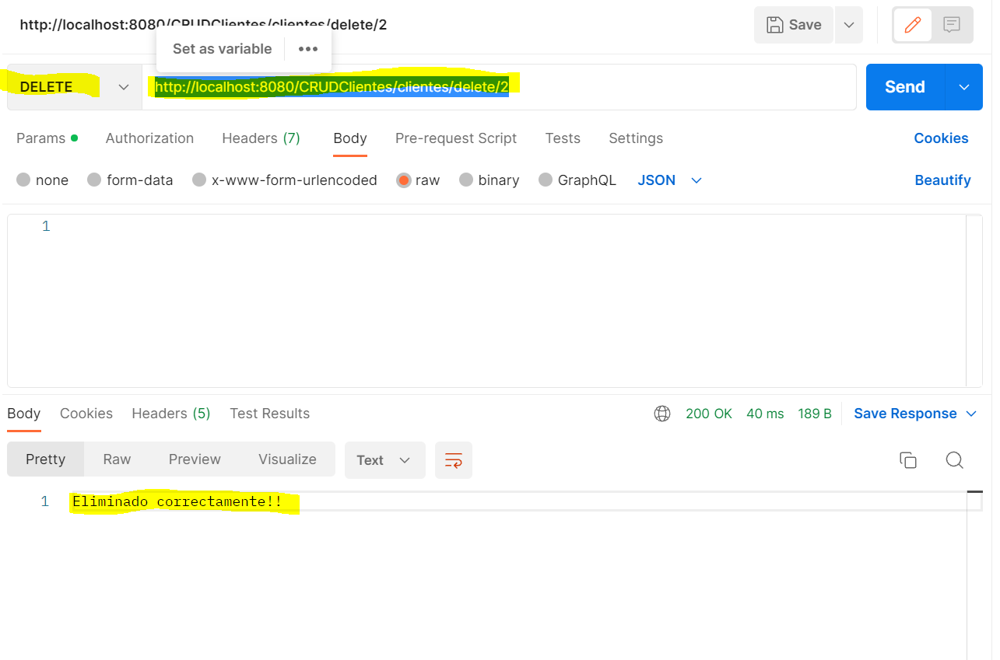 http://localhost:8080/CRUDClientes/clientes/delete/2
Save
Set as variable
DELETE
http://localhost:8080/CRUDClientes/clientes/delete/2
Send
Params
Authorization
Headers (7)
Body
Pre-request Script
Tests
Settings
Cookies
none
form-data
x-www-form-urlencoded
raw
binary
GraphQL
JSON
Beautify
1
Body
Cookies
Headers (5)
Test Results
200 OK
40 ms
189 B
Save Response
Pretty
Raw
Preview
Visualize
Text
1 Eliminado correctamente!!